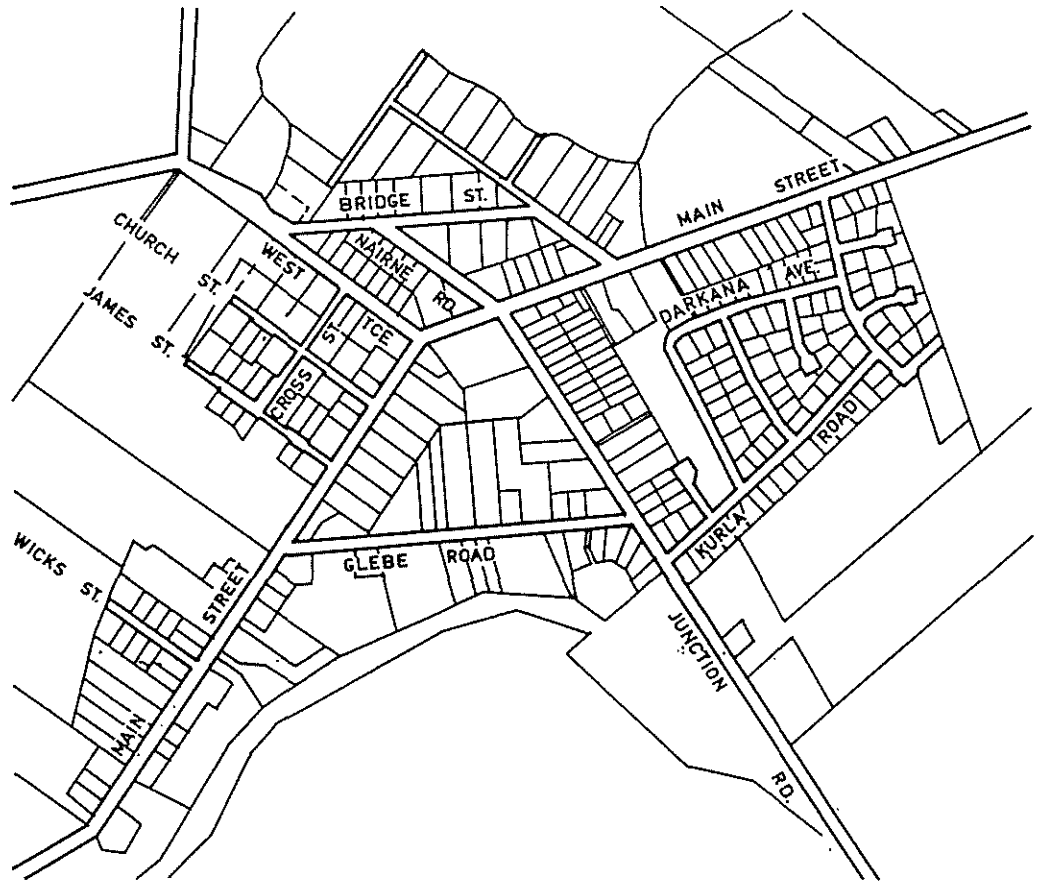 MAIN STREET
BRIDGE ST.
CHURCH ST.
WEST TCE
NAIRNE RD.
DARKANA AVE.
JAMES ST.
CROSS ST.
KURLA ROAD
WICKS ST.
GLEBE ROAD
MAIN STREET
JUNCTION RD.